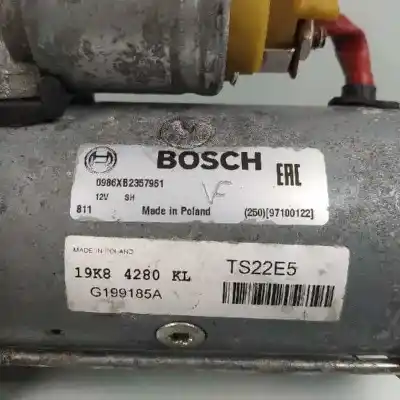 BOSCH
EAC
0986XB2357951
12V SH
VF
811 Made in Poland (250)[97100122]
MADE IN POLAND
19K8 4280 KL TS22E5
G199185A